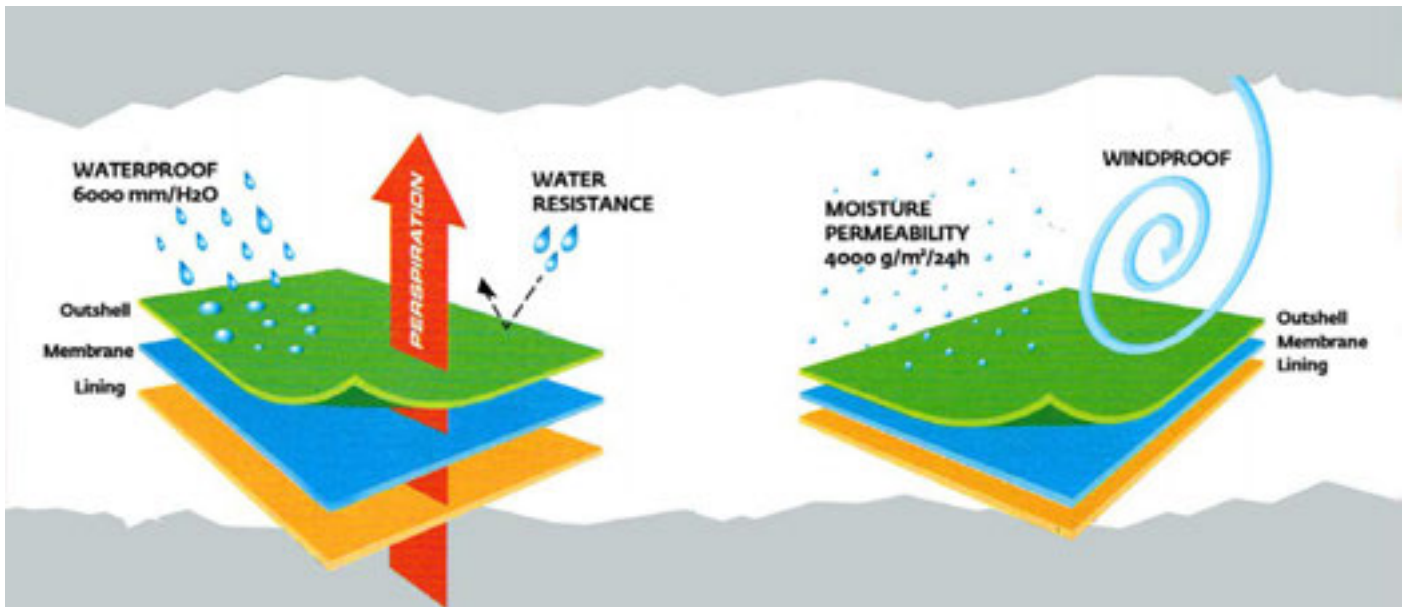 WATERPROOF
6000 mm/H2O
PERSPIRATION
WATER
RESISTANCE
Outshell
Membrane
Lining
MOISTURE
PERMEABILITY
4000 g/m²/24h
WINDPROOF
Outshell
Membrane
Lining